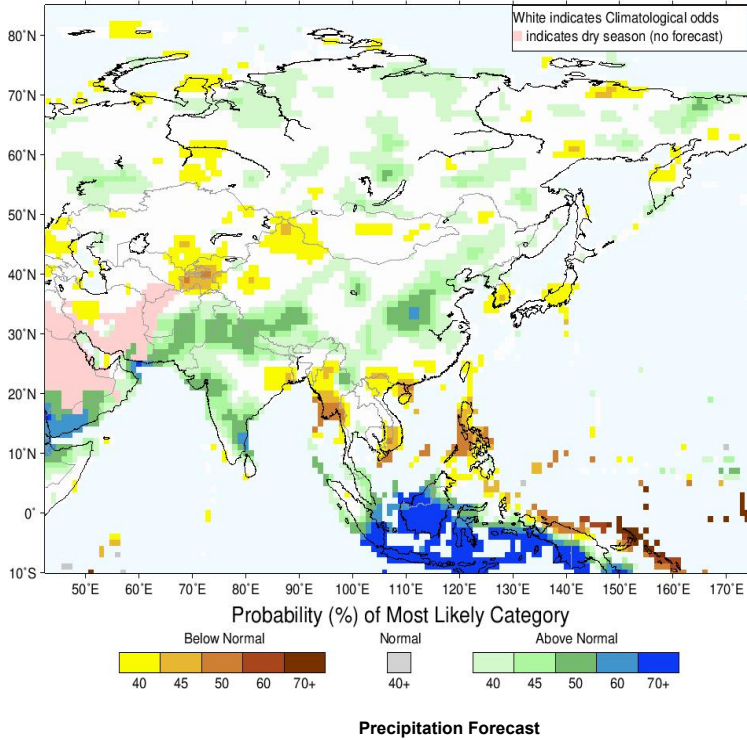 White indicates Climatological odds
indicates dry season (no forecast)
80˚N
70˚N
60˚N
50˚N
40˚N
30˚N
20˚N
10˚N
0˚
10˚S
50˚E 60˚E 70˚E 80˚E 90˚E 100˚E 110˚E 120˚E 130˚E 140˚E 150˚E 160˚E 170˚E
Probability (%) of Most Likely Category
Below Normal Normal Above Normal
40 45 50 60 70+ 40+ 40 45 50 60 70+
Precipitation Forecast